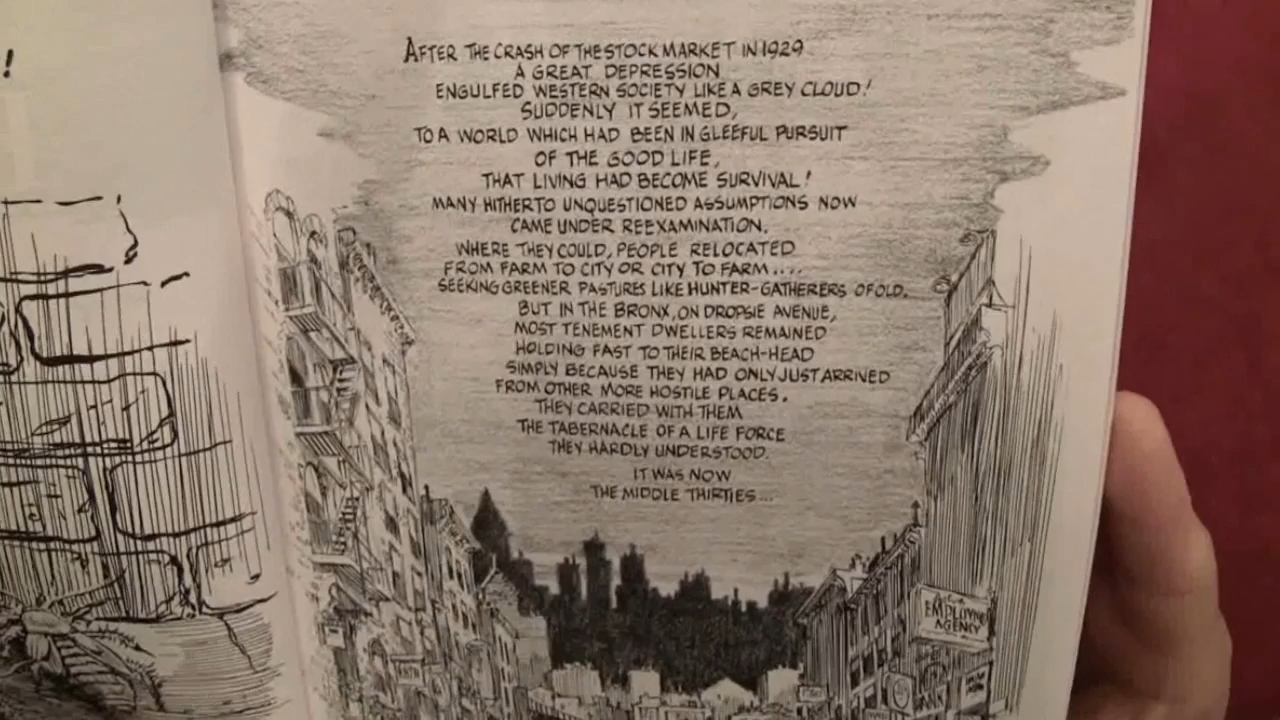 !
AFTER THE CRASH OF THE STOCK MARKET IN 1929
A GREAT DEPRESSION
ENGULFED WESTERN SOCIETY LIKE A GREY CLOUD!
SUDDENLY IT SEEMED,
TO A WORLD WHICH HAD BEEN IN GLEEFUL PURSUIT
OF THE GOOD LIFE,
THAT LIVING HAD BECOME SURVIVAL!
MANY HITHERTO UNQUESTIONED ASSUMPTIONS NOW
CAME UNDER REEXAMINATION.
WHERE THEY COULD, PEOPLE RELOCATED
FROM FARM TO CITY OR CITY TO FARM....
SEEKING GREENER PASTURES LIKE HUNTER-GATHERERS OF OLD.
BUT IN THE BRONX, ON DROPSIE AVENUE,
MOST TENEMENT DWELLERS REMAINED
HOLDING FAST TO THEIR BEACH-HEAD
SIMPLY BECAUSE THEY HAD ONLY JUST ARRIVED
FROM OTHER MORE HOSTILE PLACES.
THEY CARRIED WITH THEM
THE TABERNACLE OF A LIFE FORCE
THEY HARDLY UNDERSTOOD.
IT WAS NOW
THE MIDDLE THIRTIES...
EMPLOYMENT
AGENCY